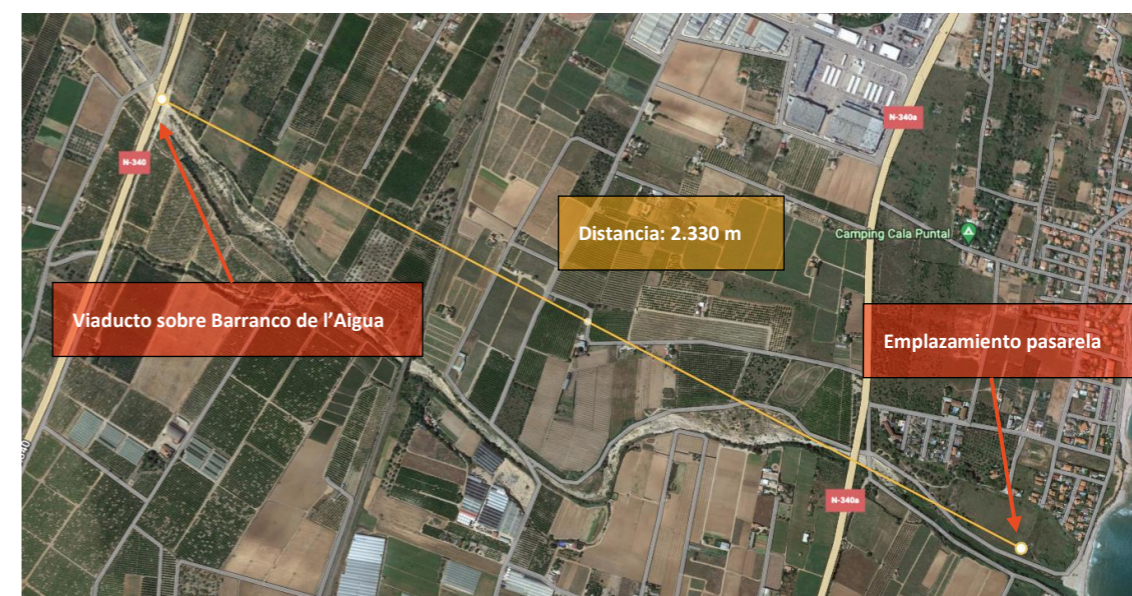 N-340a
N-340
Distancia: 2.330 m
Camping Cala Puntal
Viaducto sobre Barranco de l’Aigua
Emplazamiento pasarela
N-340a